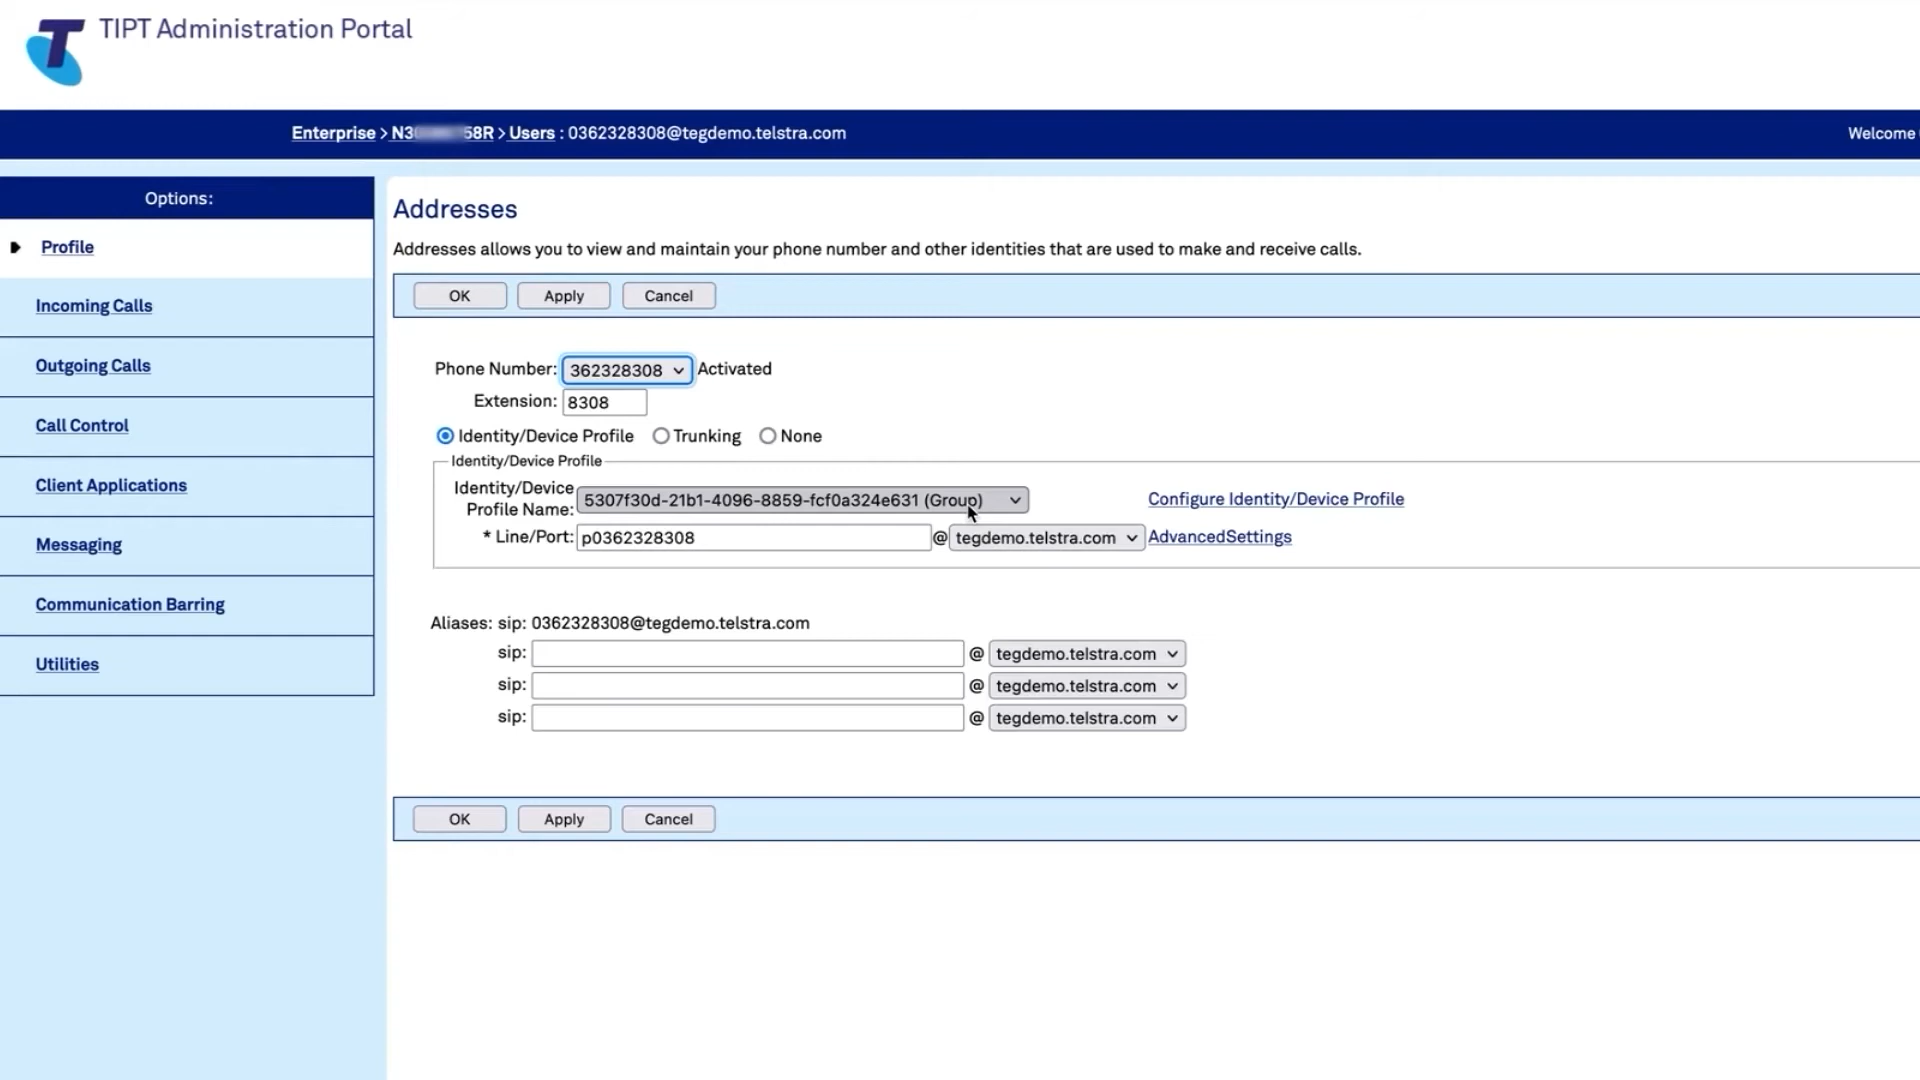 TIPT Administration Portal
Enterprise > N3 58R > Users : 0362328308@tegdemo.telstra.com
Welcome
Options:
Profile
Incoming Calls
Outgoing Calls
Call Control
Client Applications
Messaging
Communication Barring
Utilities
Addresses
Addresses allows you to view and maintain your phone number and other identities that are used to make and receive calls.
OK Apply Cancel
Phone Number: 362328308 Activated
Extension: 8308
Identity/Device Profile Trunking None
Identity/Device Profile
Identity/Device
Profile Name: 5307f30d-21b1-4096-8859-fcf0a324e631 (Group) Configure Identity/Device Profile
* Line/Port: p0362328308 @ tegdemo.telstra.com AdvancedSettings
Aliases: sip: 0362328308@tegdemo.telstra.com
sip: @ tegdemo.telstra.com
sip: @ tegdemo.telstra.com
sip: @ tegdemo.telstra.com
OK Apply Cancel